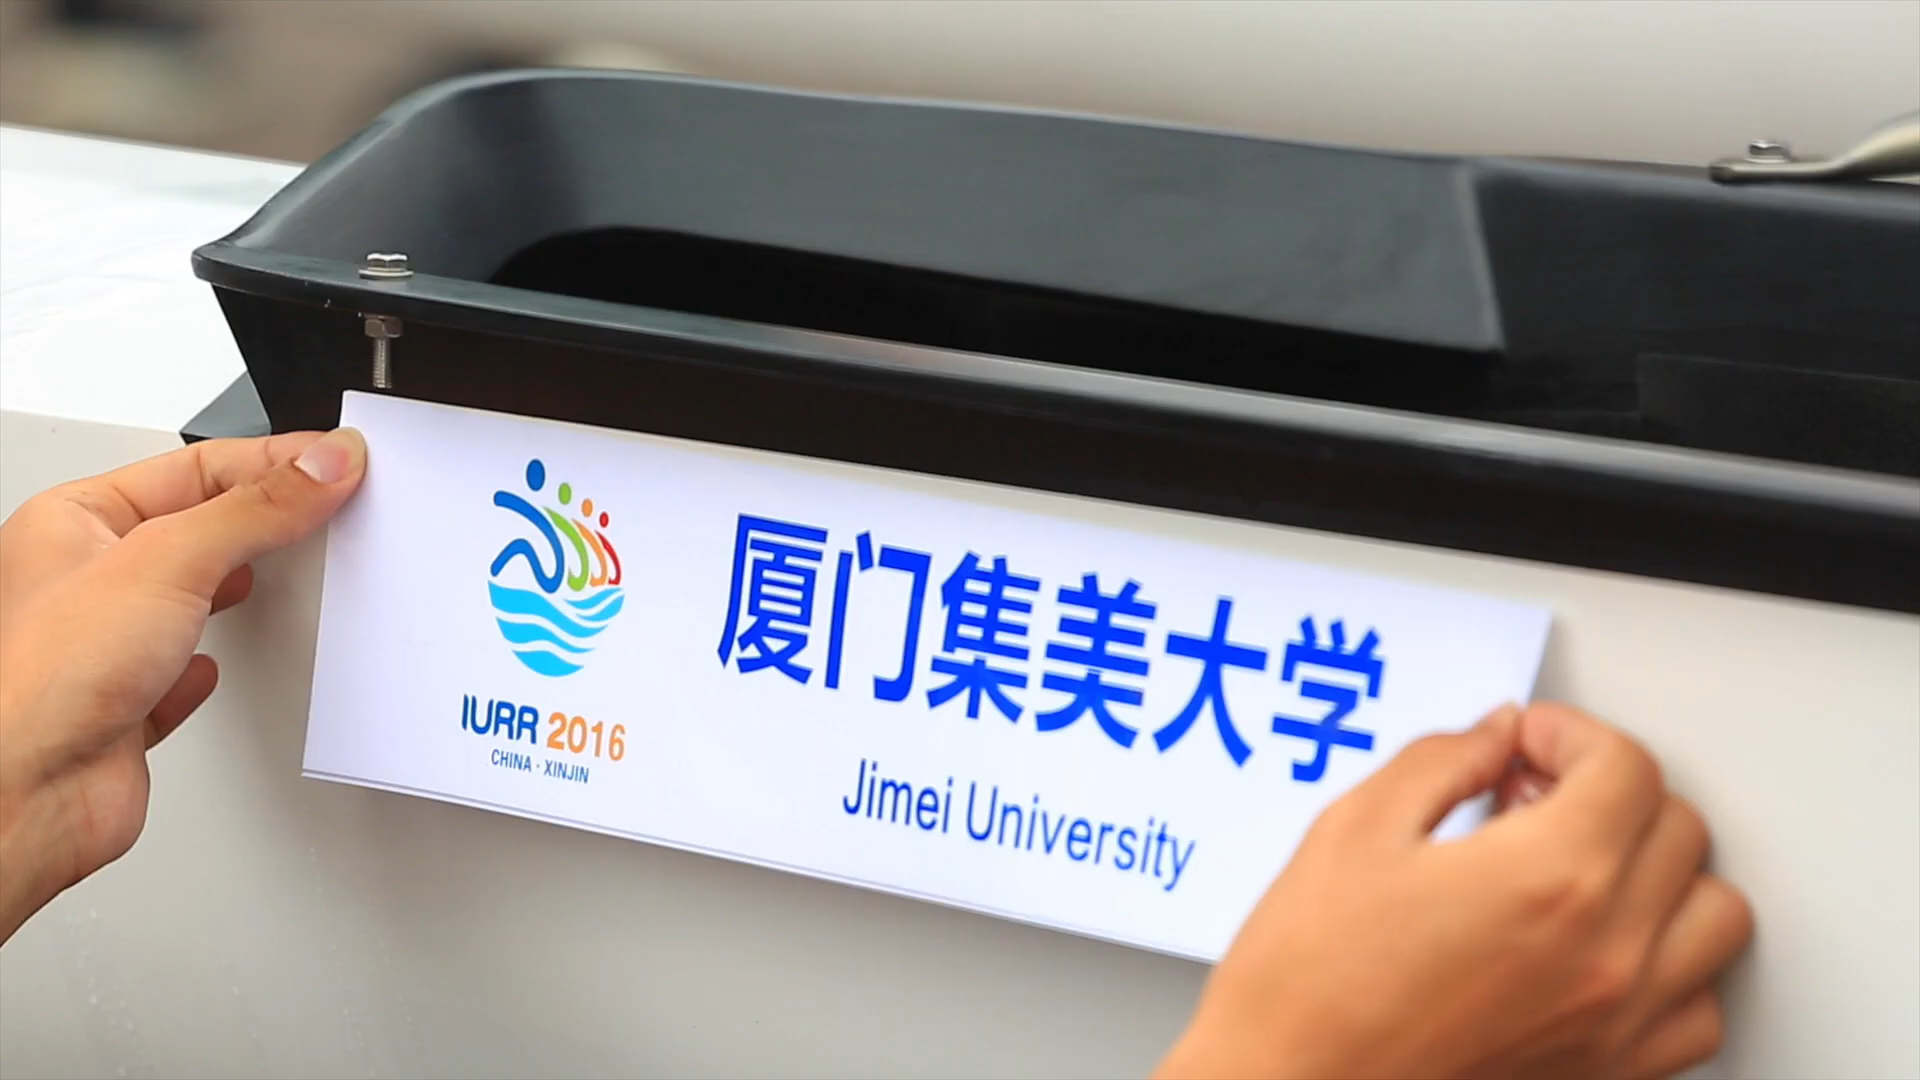 IURR 2016
CHINA · XINJIN
厦门集美大学
Jimei University